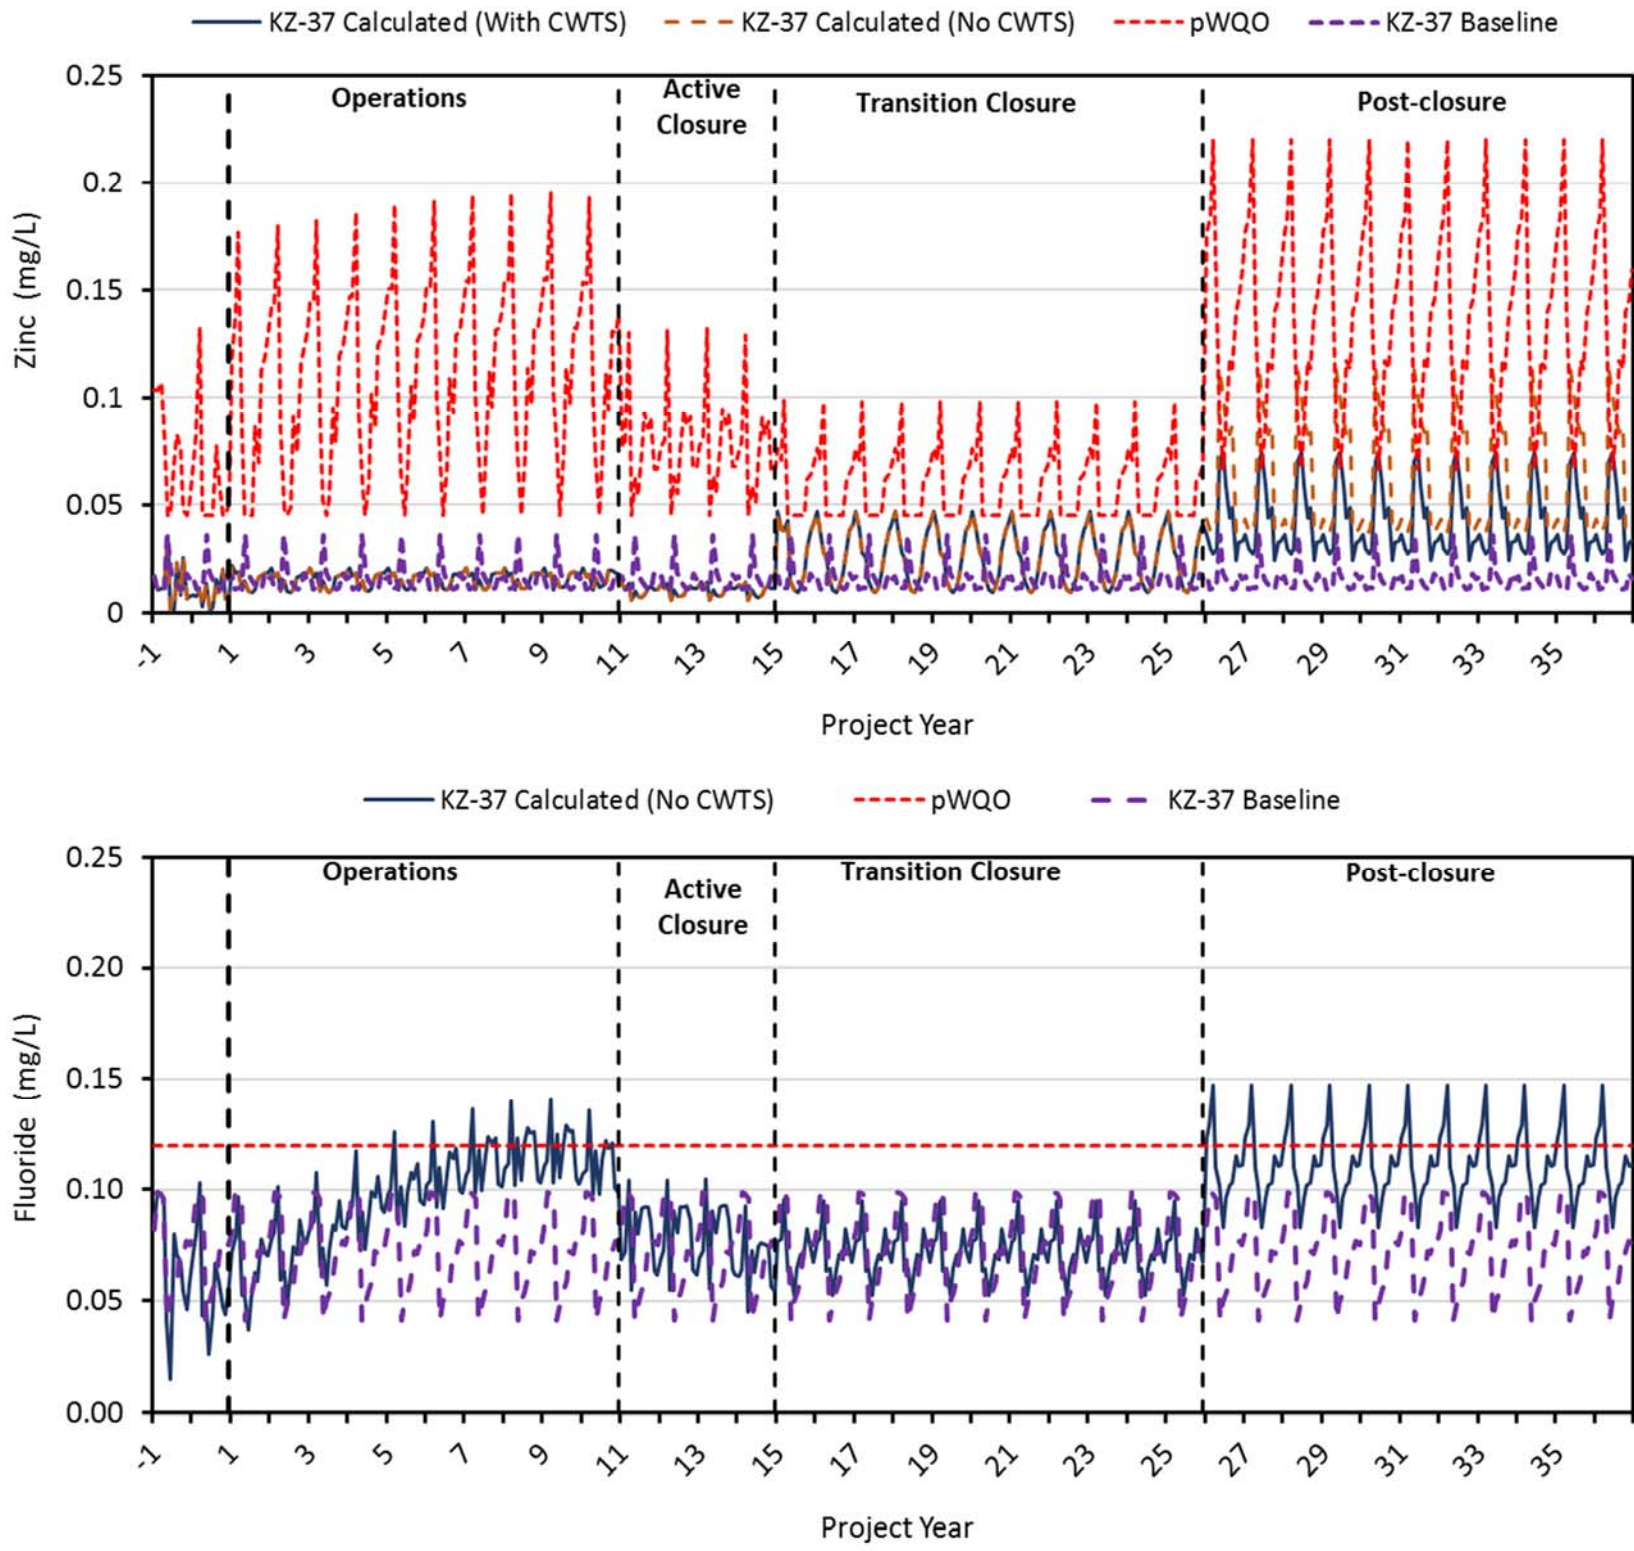 KZ-37 Calculated (With CWTS) KZ-37 Calculated (No CWTS) pWQO KZ-37 Baseline
0.25
0.2
0.15
0.1
0.05
0
Zinc (mg/L)
Operations
Active
Closure
Transition Closure
Post-closure
-1 1 3 5 7 9 11 13 15 17 19 21 23 25 27 29 31 33 35
Project Year
KZ-37 Calculated (No CWTS) pWQO KZ-37 Baseline
0.25
0.20
0.15
0.10
0.05
0.00
Fluoride (mg/L)
Operations
Active
Closure
Transition Closure
Post-closure
-1 1 3 5 7 9 11 13 15 17 19 21 23 25 27 29 31 33 35
Project Year